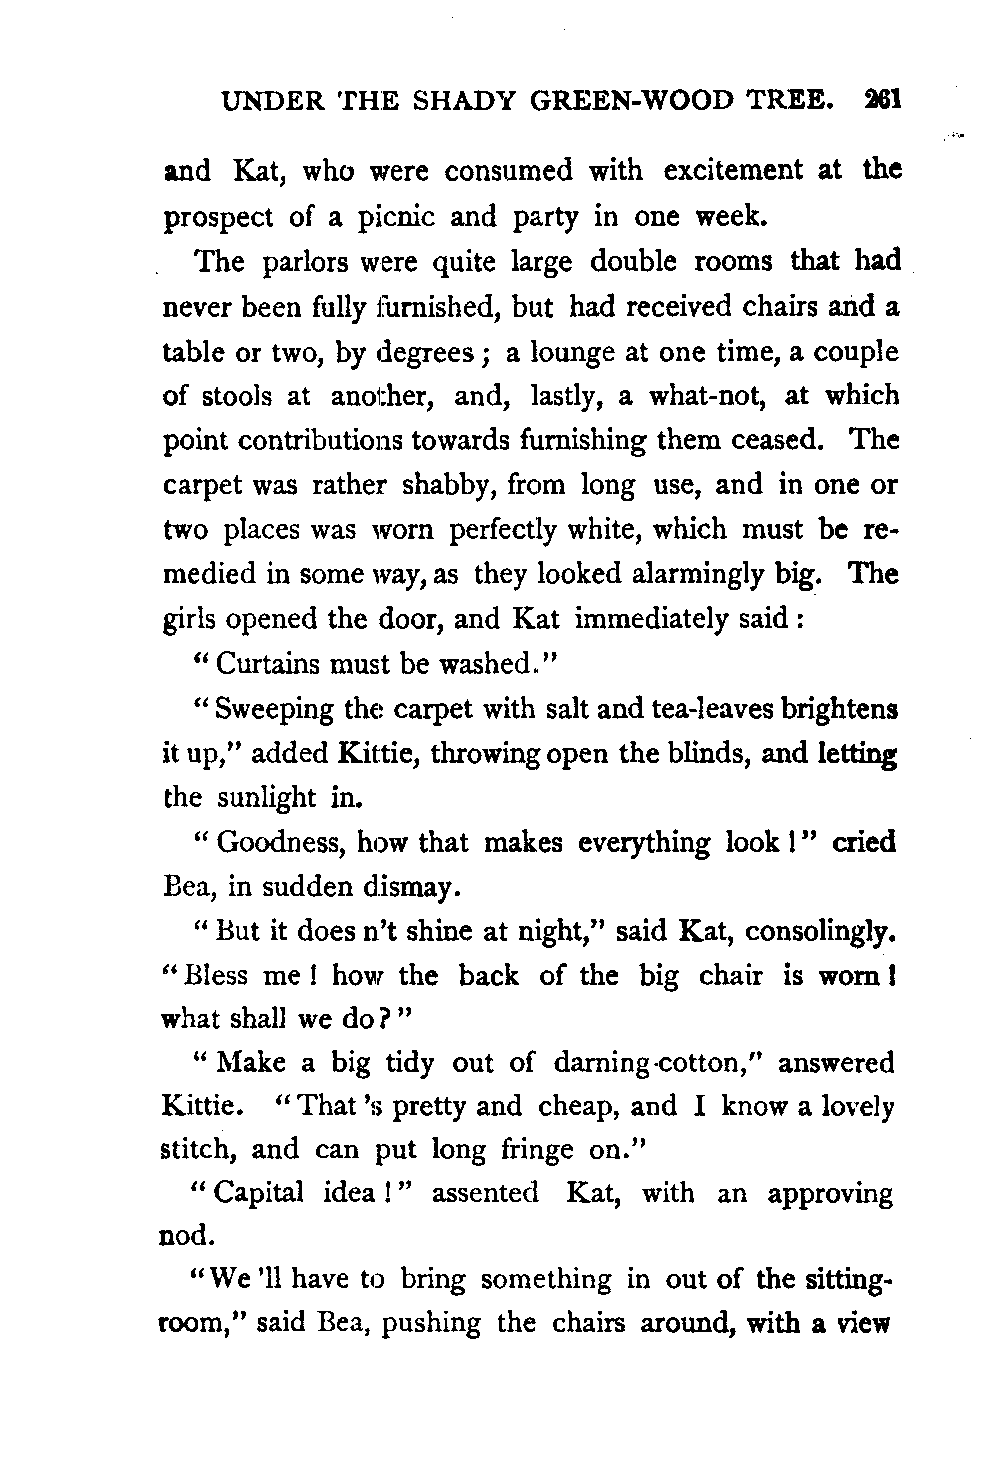 UNDER THE SHADY GREEN-WOOD TREE. 261
and Kat, who were consumed with excitement at the
prospect of a picnic and party in one week.
The parlors were quite large double rooms that had
never been fully furnished, but had received chairs and a
table or two, by degrees; a lounge at one time, a couple
of stools at another, and, lastly, a what-not, at which
point contributions towards furnishing them ceased. The
carpet was rather shabby, from long use, and in one or
two places was worn perfectly white, which must be re-
medied in some way, as they looked alarmingly big. The
girls opened the door, and Kat immediately said:
"Curtains must be washed."
"Sweeping the carpet with salt and tea-leaves brightens
it up," added Kittie, throwing open the blinds, and letting
the sunlight in.
"Goodness, how that makes everything look!" cried
Bea, in sudden dismay.
"But it does n't shine at night," said Kat, consolingly.
"Bless me! how the back of the big chair is worn!
what shall we do?"
"Make a big tidy out of darning-cotton," answered
Kittie. "That 's pretty and cheap, and I know a lovely
stitch, and can put long fringe on."
"Capital idea!" assented Kat, with an approving
nod.
"We 'll have to bring something in out of the sitting-
room," said Bea, pushing the chairs around, with a view